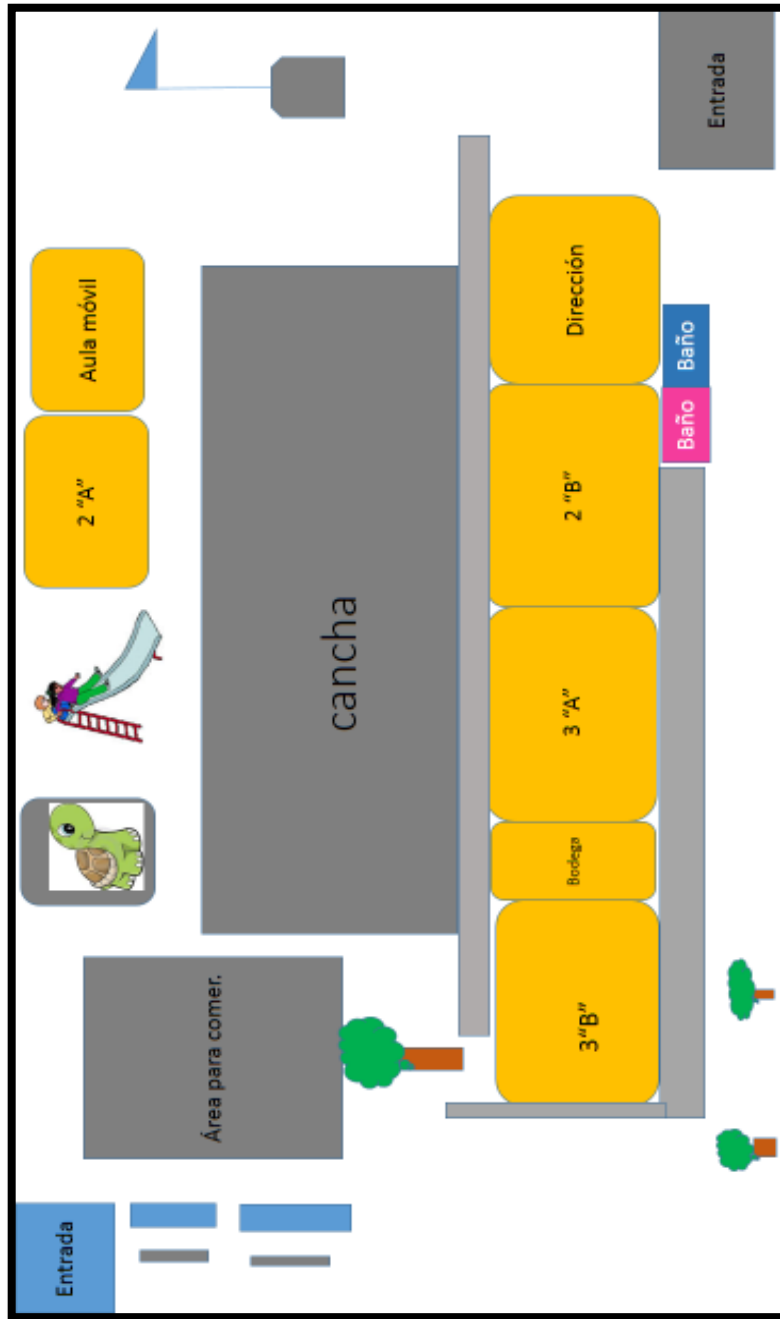 Entrada
2 “A”
Aula móvil
Área para comer.
cancha
3“B”
Bodega
3 “A”
2 “B”
Dirección
Baño
Baño
Entrada